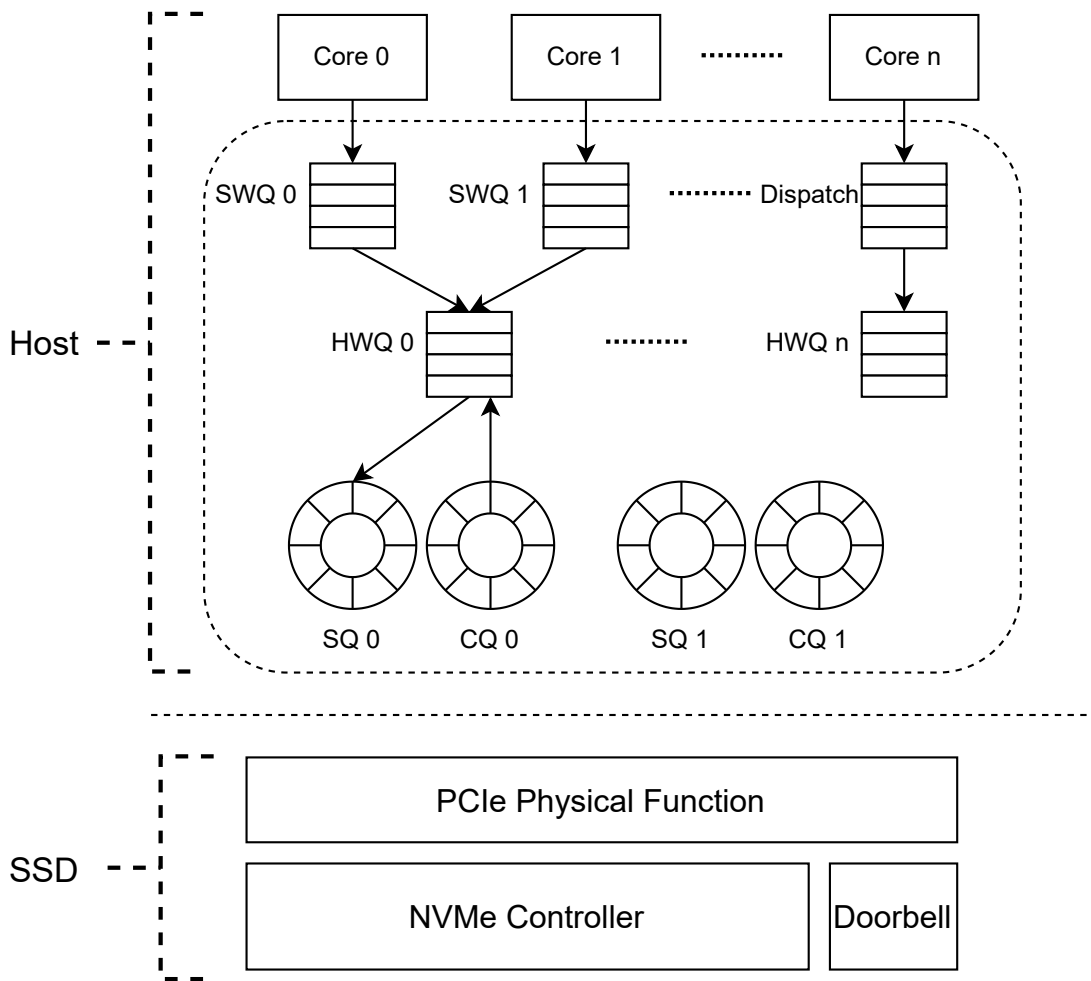 Core 0
Core 1
Core n
SWQ 0
SWQ 1
Dispatch
Host
HWQ 0
HWQ n
SQ 0
CQ 0
SQ 1
CQ 1
PCIe Physical Function
SSD
NVMe Controller
Doorbell